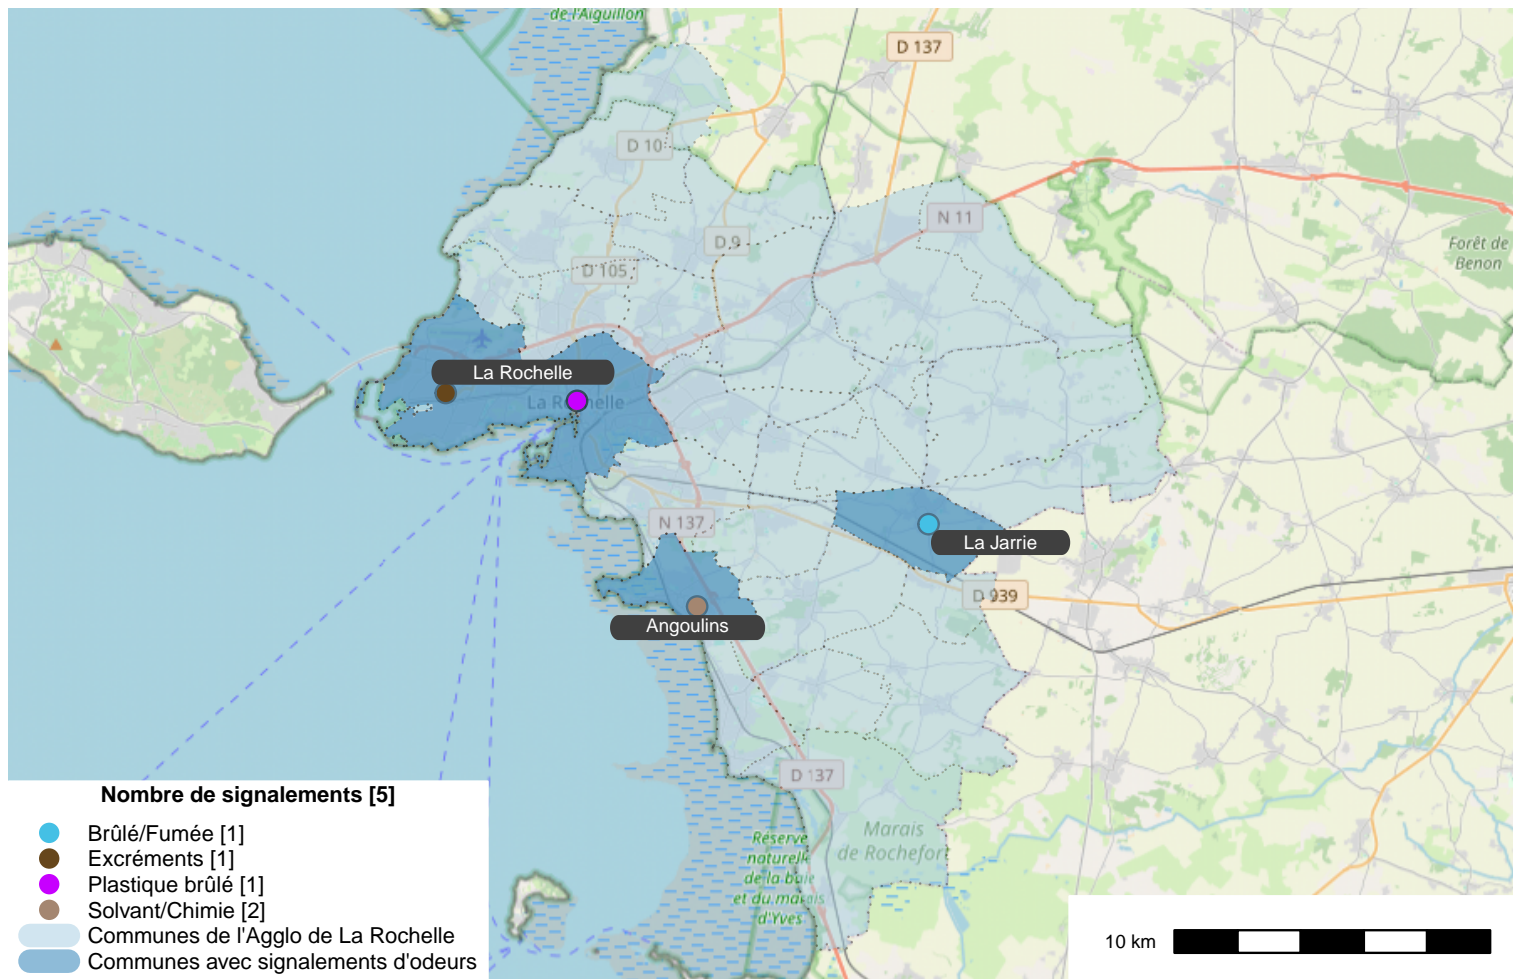 de l'Aiguillon
D 137
D 10
N 11
D 9
Forêt de
Benon
D 105
La Rochelle
La Rochelle
N 137
La Jarrie
D 939
Angoulins
D 137
Marais
de Rochefort
Réserve
naturelle
de la baie
et du marais
d'Yves
Nombre de signalements [5]
Brûlé/Fumée [1]
Excréments [1]
Plastique brûlé [1]
Solvant/Chimie [2]
Communes de l'Agglo de La Rochelle
Communes avec signalements d'odeurs
10 km